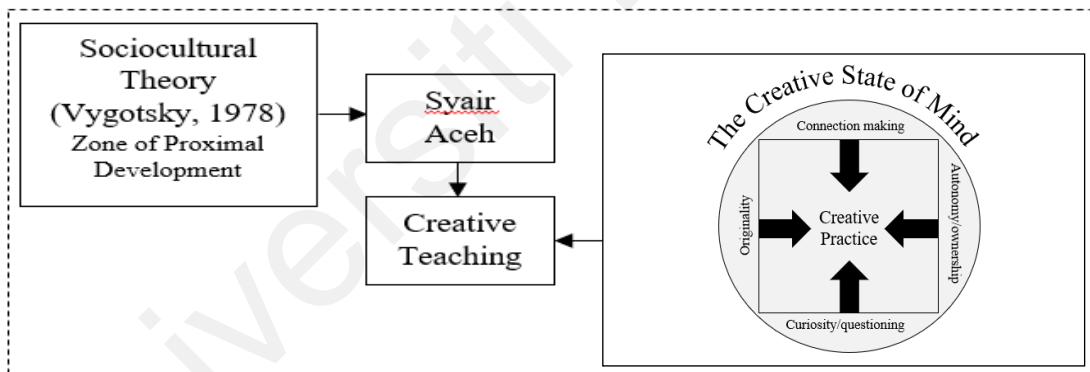 Sociocultural
Theory
(Vygotsky, 1978)
Zone of Proximal
Development
Syair
Aceh
Creative
Teaching
The Creative State of Mind
Connection making
Originality
Creative
Practice
Autonomy/ownership
Curiosity/questioning
iversiti